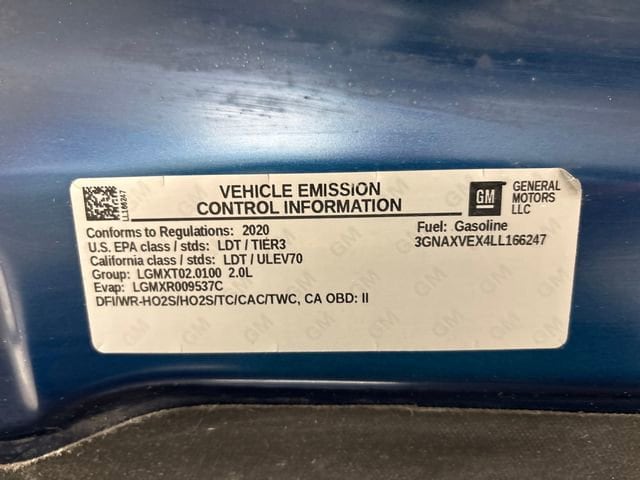 LL166247
VEHICLE EMISSION
CONTROL INFORMATION
GM
GENERAL
MOTORS
LLC
Conforms to Regulations: 2020
Fuel: Gasoline
U.S. EPA class / stds: LDT / TIER3
3GNAXVEX4LL166247
California class / stds: LDT / ULEV70
Group: LGMXT02.0100 2.0L
Evap: LGMXR009537C
DFI/WR-HO2S/HO2S/TC/CAC/TWC, CA OBD: II